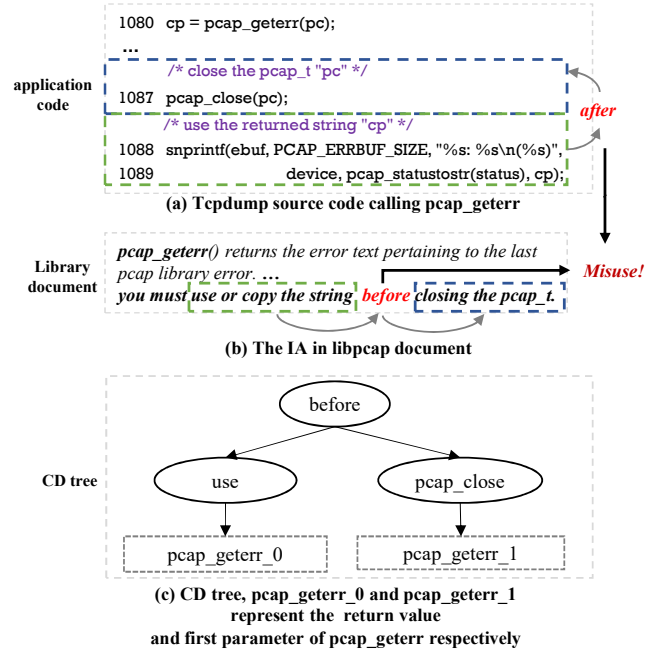 1080 cp = pcap_geterr(pc);
...
application code
/* close the pcap_t "pc" */
1087 pcap_close(pc);
after
/* use the returned string "cp" */
1088 snprintf(ebuf, PCAP_ERRBUF_SIZE, "%s: %s\n(%s)",
1089 device, pcap_statustostr(status), cp);
(a) Tcpdump source code calling pcap_geterr
Library document
pcap_geterr() returns the error text pertaining to the last
pcap library error. ...
you must use or copy the string before closing the pcap_t.
Misuse!
(b) The IA in libpcap document
before
CD tree
use pcap_close
pcap_geterr_0 pcap_geterr_1
(c) CD tree, pcap_geterr_0 and pcap_geterr_1
represent the return value
and first parameter of pcap_geterr respectively